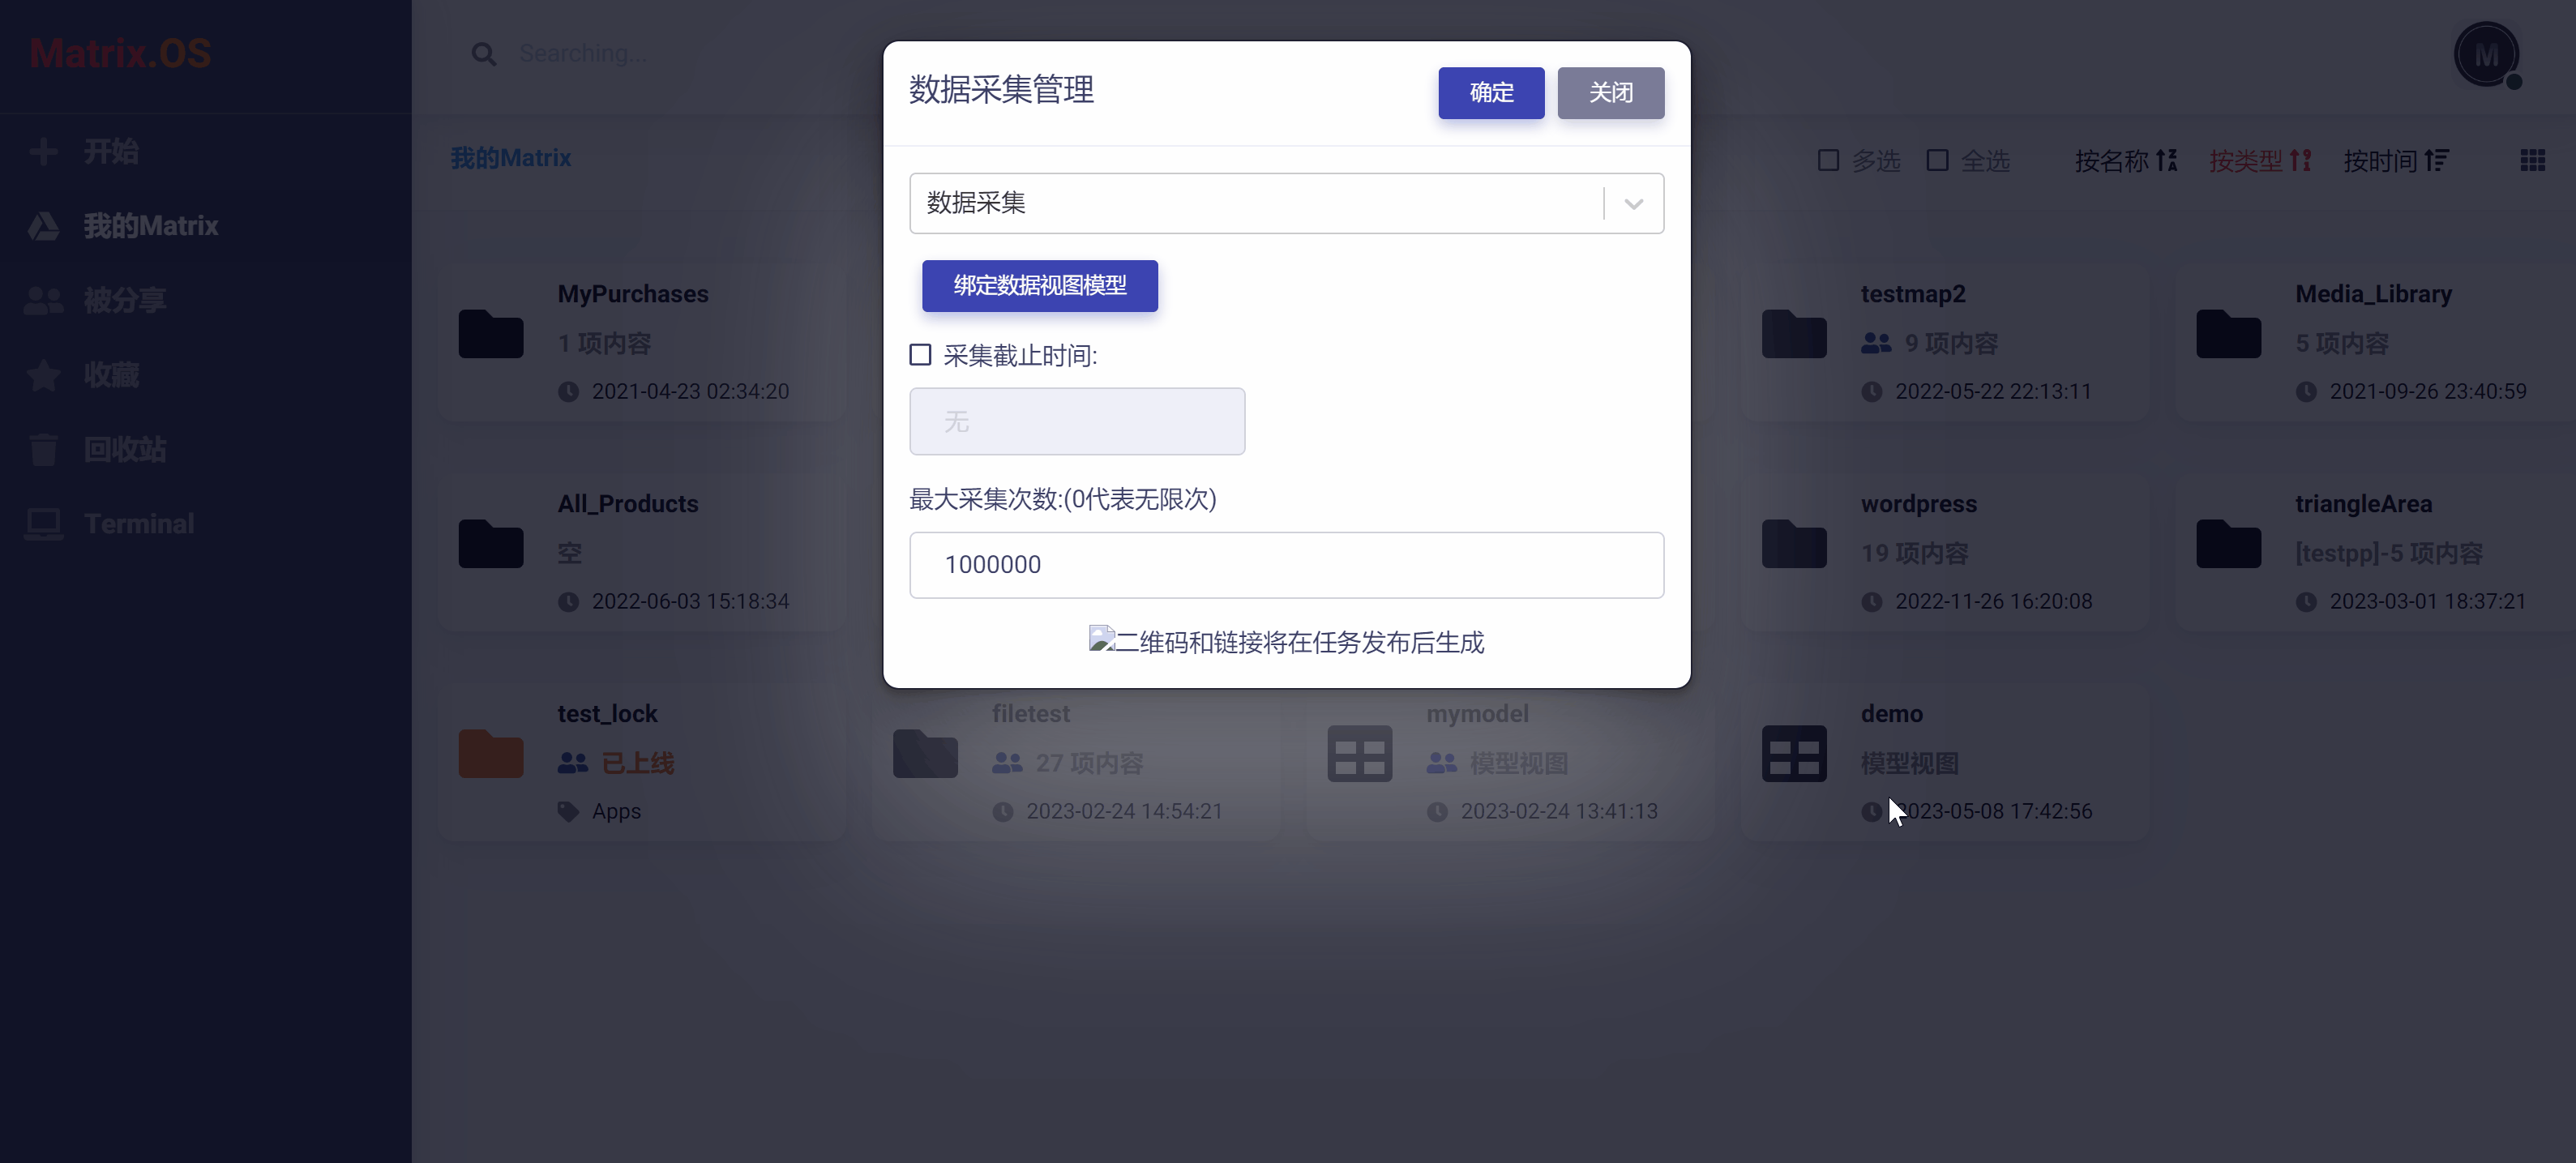 Matrix.OS
Searching...
M
开始
我的Matrix
被分享
收藏
回收站
Terminal
我的Matrix
多选
全选
按名称
按类型
按时间
数据采集管理
确定
关闭
数据采集
绑定数据视图模型
采集截止时间:
无
最大采集次数:(0代表无限次)
1000000
二维码和链接将在任务发布后生成
MyPurchases
1 项内容
2021-04-23 02:34:20
testmap2
9 项内容
2022-05-22 22:13:11
Media_Library
5 项内容
2021-09-26 23:40:59
All_Products
空
2022-06-03 15:18:34
wordpress
19 项内容
2022-11-26 16:20:08
triangleArea
[testpp]-5 项内容
2023-03-01 18:37:21
test_lock
已上线
Apps
filetest
27 项内容
2023-02-24 14:54:21
mymodel
模型视图
2023-02-24 13:41:13
demo
模型视图
2023-05-08 17:42:56